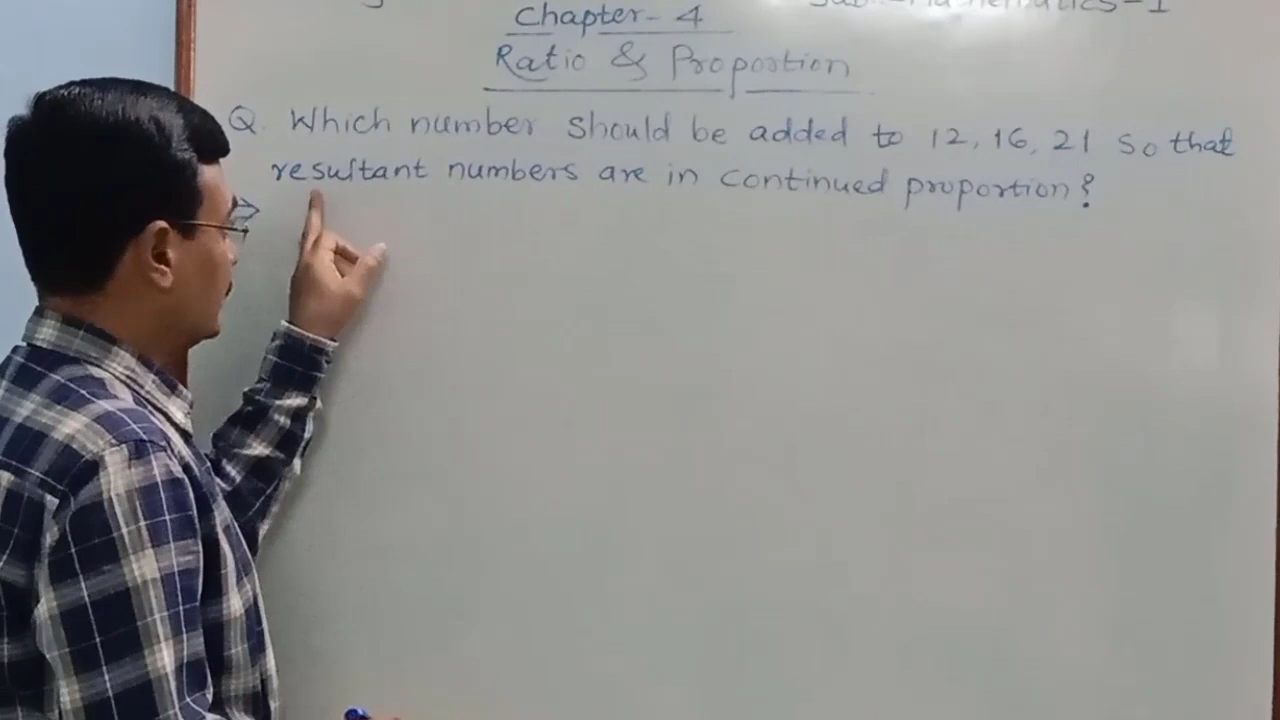 Chapter-4
Ratio & Proportion
Q. Which number should be added to 12, 16, 21 so that
resultant numbers are in continued proportion?
⇒